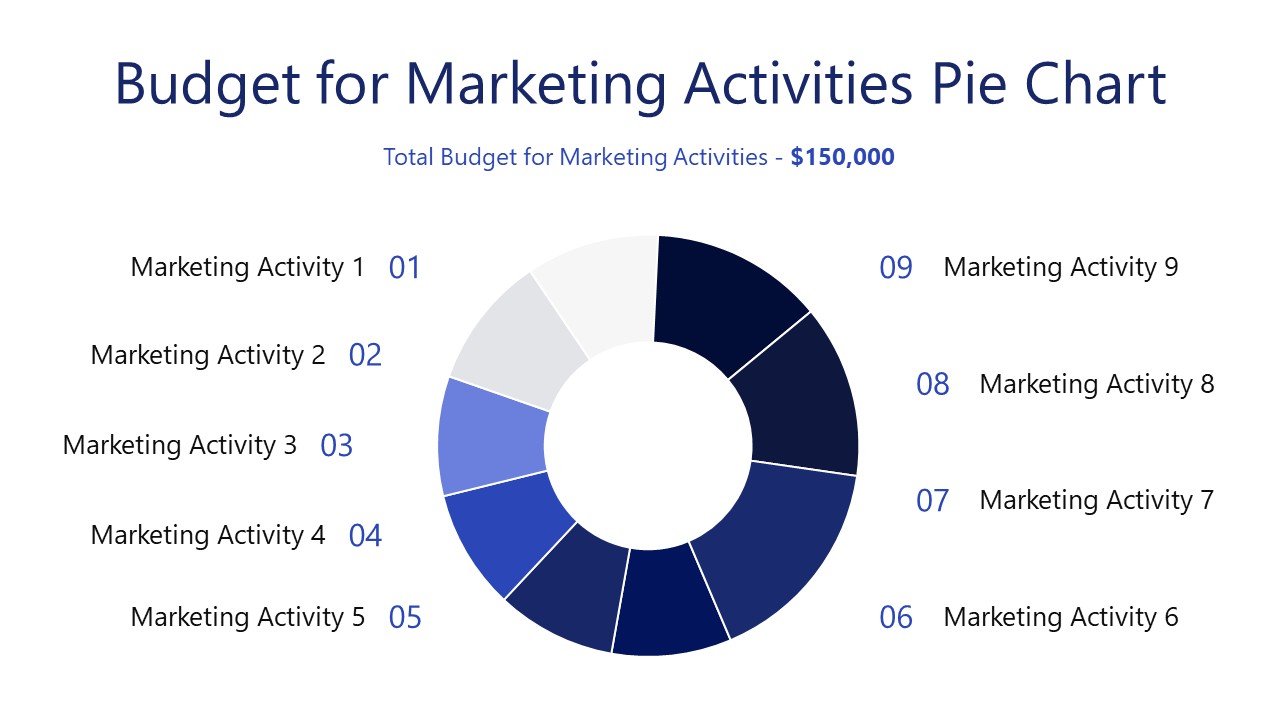 Budget for Marketing Activities Pie Chart
Total Budget for Marketing Activities - $150,000
Marketing Activity 1 01
Marketing Activity 2 02
Marketing Activity 3 03
Marketing Activity 4 04
Marketing Activity 5 05
09 Marketing Activity 9
08 Marketing Activity 8
07 Marketing Activity 7
06 Marketing Activity 6